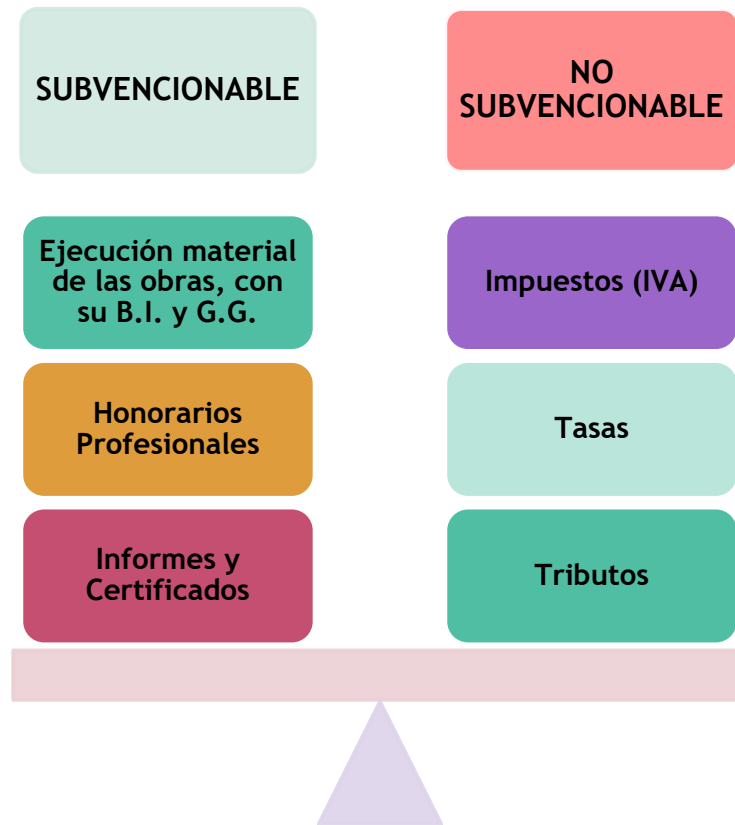 SUBVENCIONABLE
NO
SUBVENCIONABLE
Ejecución material
de las obras, con
su B.I. y G.G.
Impuestos (IVA)
Honorarios
Profesionales
Tasas
Informes y
Certificados
Tributos